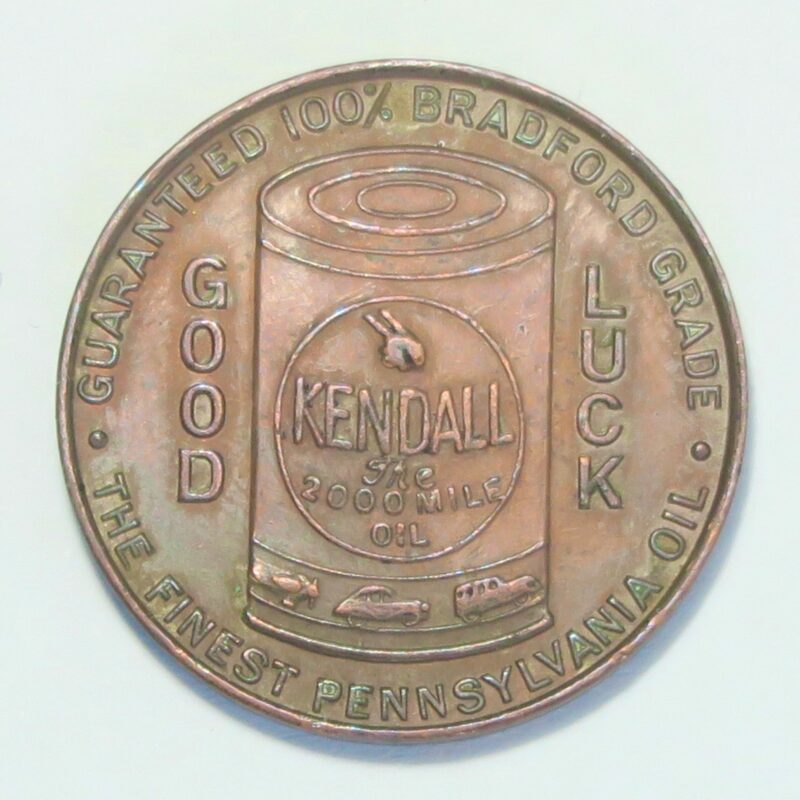 GUARANTEED 100% BRADFORD GRADE
GOOD
LUCK
KENDALL
The
2000 MILE
OIL
THE FINEST PENNSYLVANIA OIL